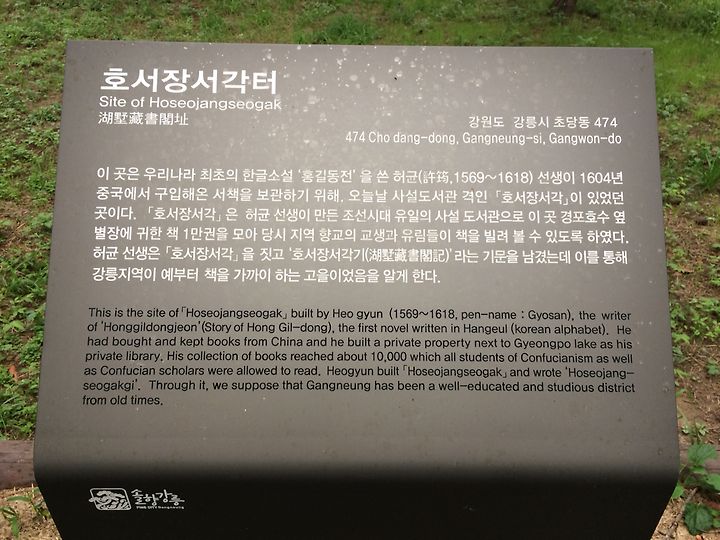 호서장서각터
Site of Hoseojangseogak
湖墅藏書閣址
강원도 강릉시 초당동 474
474 Cho dang-dong, Gangneung-si, Gangwon-do
이 곳은 우리나라 최초의 한글소설 '홍길동전' 을 쓴 허균(許筠,1569～1618) 선생이 1604년
중국에서 구입해온 서책을 보관하기 위해, 오늘날 사설도서관 격인 「호서장서각」이 있었던
곳이다. 「호서장서각」은 허균 선생이 만든 조선시대 유일의 사설 도서관으로 이 곳 경포호수 옆
별장에 귀한 책 1만권을 모아 당시 지역 향교의 교생과 유림들이 책을 빌려 볼 수 있도록 하였다.
허균 선생은 「호서장서각」을 짓고 '호서장서각기(湖墅藏書閣記)'라는 기문을 남겼는데 이를 통해
강릉지역이 예부터 책을 가까이 하는 고을이었음을 알게 한다.
This is the site of「Hoseojangseogak」built by Heo gyun (1569～1618, pen-name : Gyosan), the writer
of 'Honggildongjeon'(Story of Hong Gil-dong), the first novel written in Hangeul (korean alphabet). He
had bought and kept books from China and he built a private property next to Gyeongpo lake as his
private library. His collection of books reached about 10,000 which all students of Confucianism as well
as Confucian scholars were allowed to read. Heogyun built「Hoseojangseogak」and wrote 'Hoseojang-
seogakgi'. Through it, we suppose that Gangneung has been a well-educated and studious district
from old times.
솔향강릉
PINE CITY Gangneung